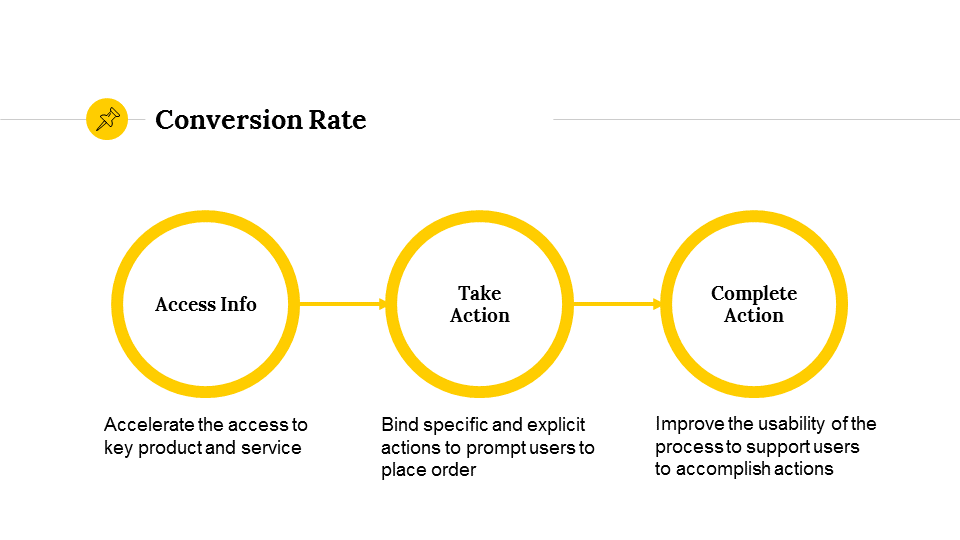 Conversion Rate
Access Info
Take
Action
Complete
Action
Accelerate the access to
key product and service
Bind specific and explicit
actions to prompt users to
place order
Improve the usability of the
process to support users
to accomplish actions